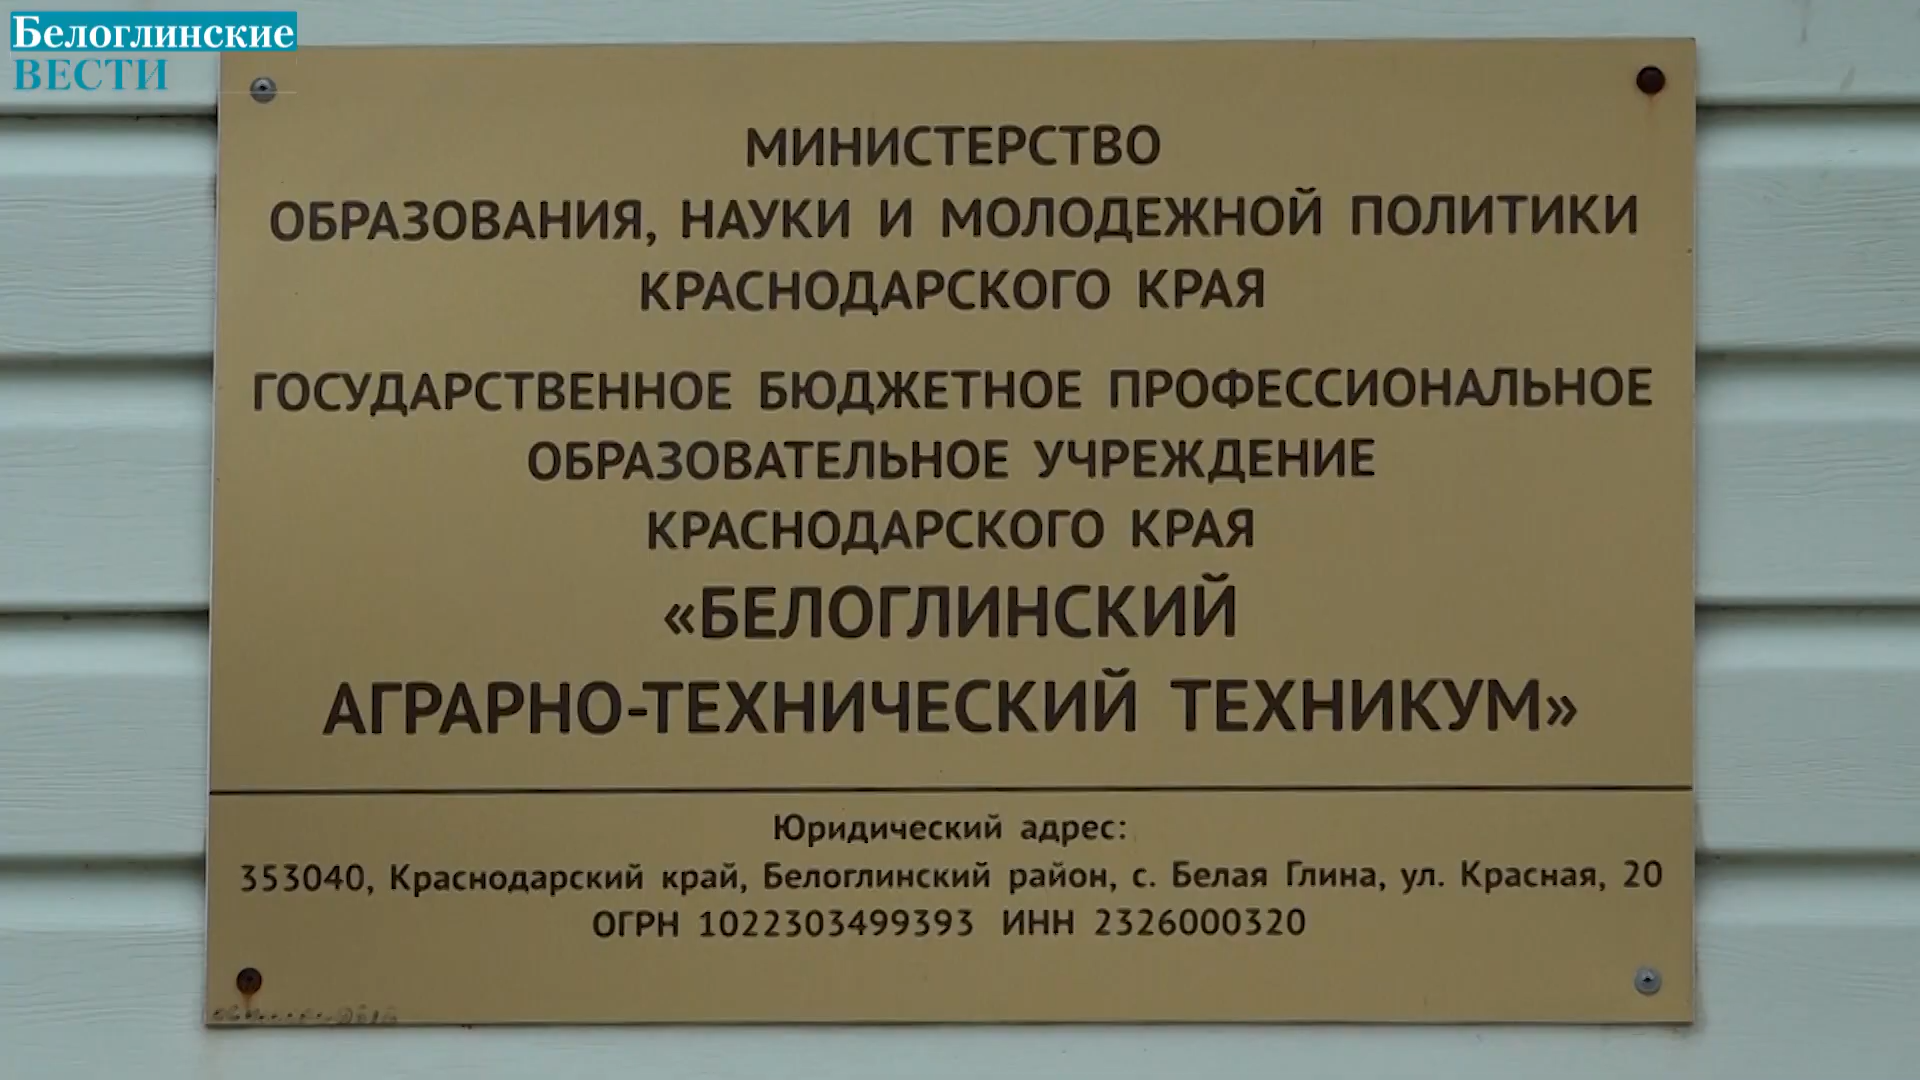 Белоглинские
ВЕСТИ
МИНИСТЕРСТВО
ОБРАЗОВАНИЯ, НАУКИ И МОЛОДЕЖНОЙ ПОЛИТИКИ
КРАСНОДАРСКОГО КРАЯ
ГОСУДАРСТВЕННОЕ БЮДЖЕТНОЕ ПРОФЕССИОНАЛЬНОЕ
ОБРАЗОВАТЕЛЬНОЕ УЧРЕЖДЕНИЕ
КРАСНОДАРСКОГО КРАЯ
«БЕЛОГЛИНСКИЙ
АГРАРНО-ТЕХНИЧЕСКИЙ ТЕХНИКУМ»
Юридический адрес:
353040, Краснодарский край, Белоглинский район, с. Белая Глина, ул. Красная, 20
ОГРН 1022303499393 ИНН 2326000320